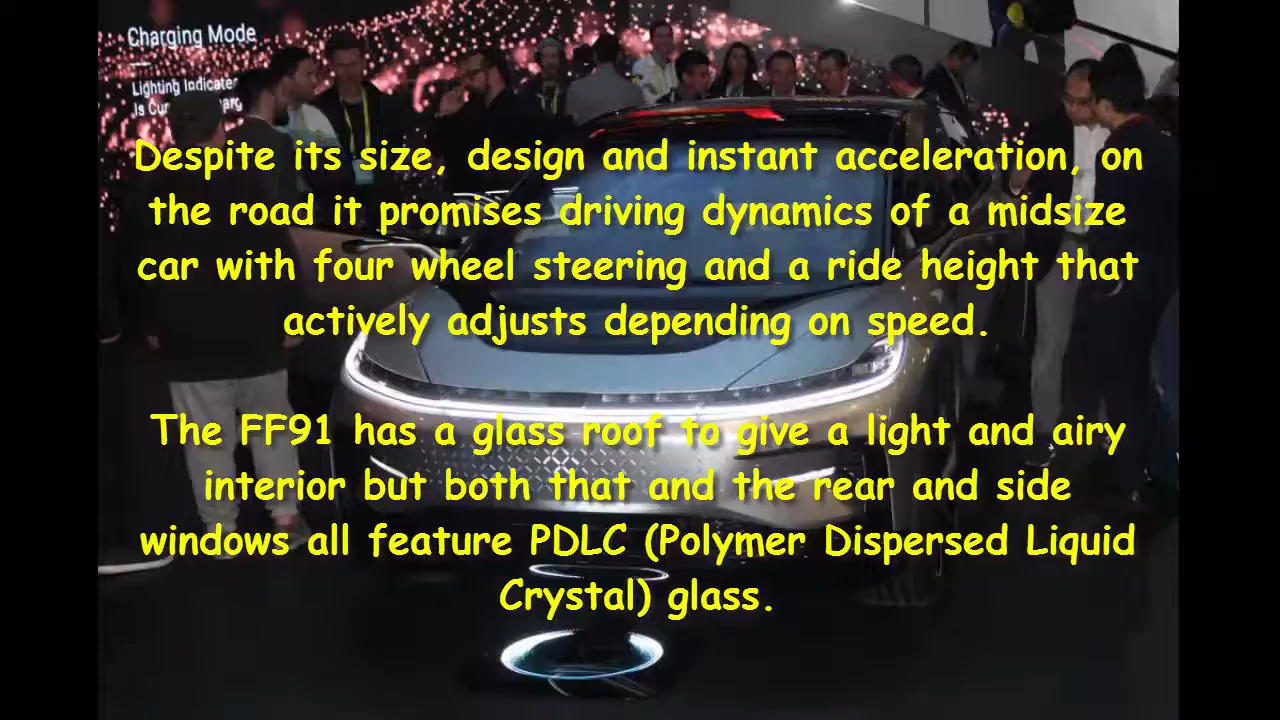 Charging Mode
Lighting Indicates
Is Cur
Despite its size, design and instant acceleration, on
the road it promises driving dynamics of a midsize
car with four wheel steering and a ride height that
actively adjusts depending on speed.
The FF91 has a glass roof to give a light and airy
interior but both that and the rear and side
windows all feature PDLC (Polymer Dispersed Liquid
Crystal) glass.